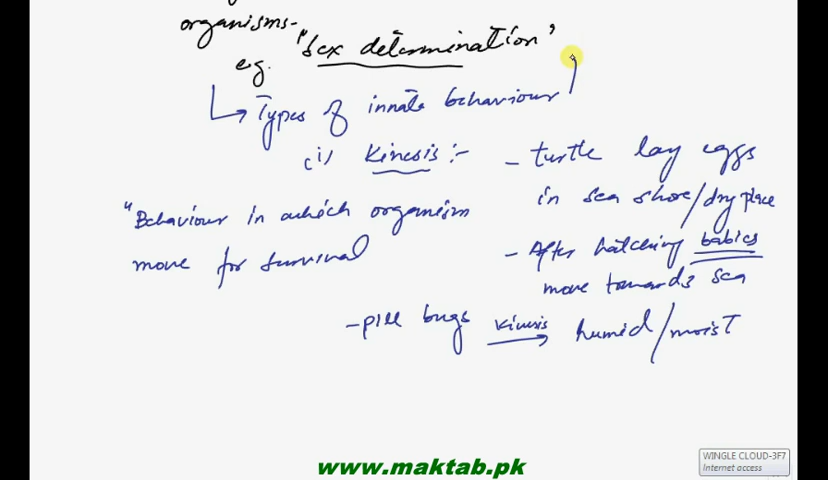 organisms-
eg. "Sex determination"
Types of innate behaviour
(i) Kinesis :-
"Behaviour in which organism
move for survival
- turtle lay eggs
in sea shore/dry place
- After hatching babies
move towards sea
- pill bugs kinesis humid/moist
www.maktab.pk
WINGLE CLOUD-3F7
Internet access